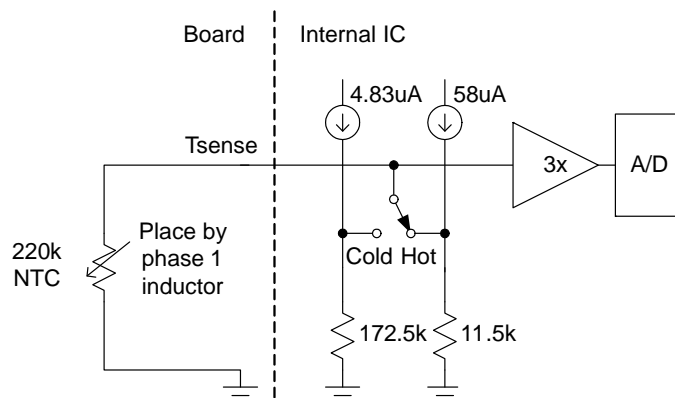 Board
Internal IC
4.83uA
58uA
Tsense
3x
A/D
220k
NTC
Place by
phase 1
inductor
Cold Hot
172.5k
11.5k